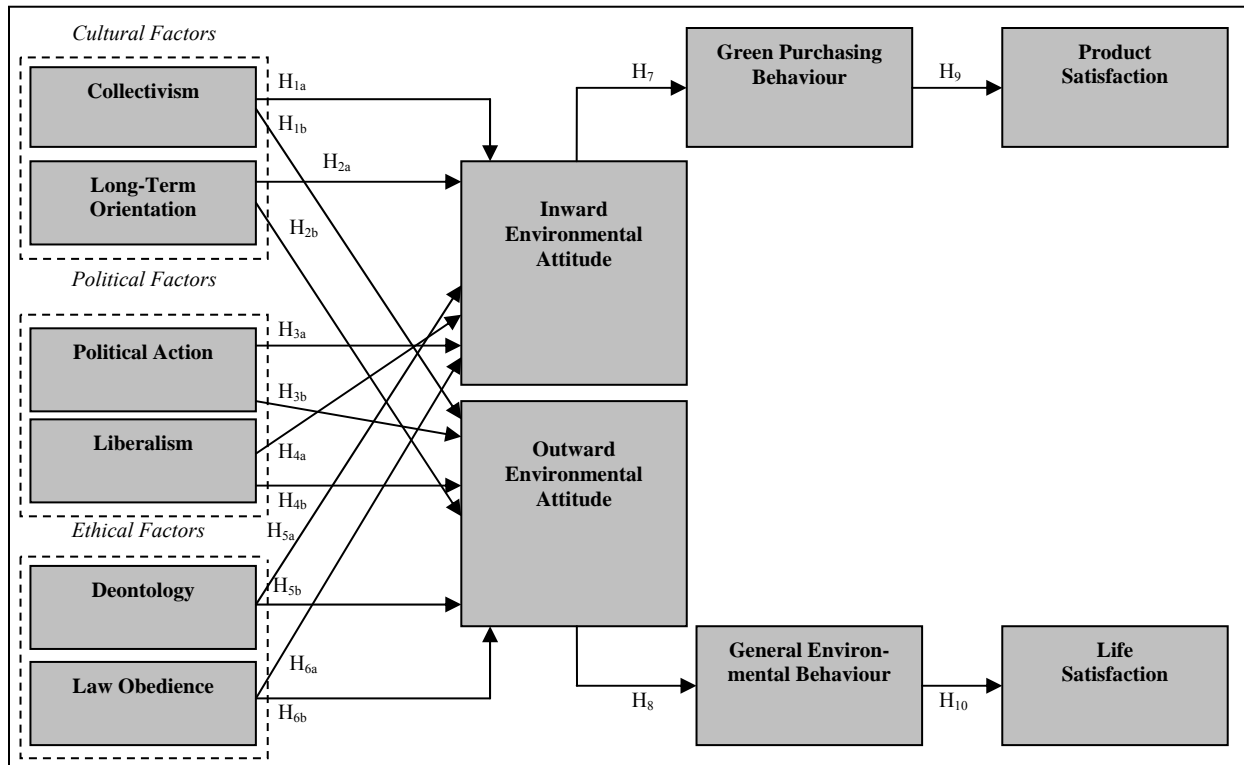 Cultural Factors
Collectivism
Long-Term
Orientation
Political Factors
Political Action
Liberalism
Ethical Factors
Deontology
Law Obedience
H1a
H1b
H2a
H2b
H3a
H3b
H4a
H4b
H5a
H5b
H6a
H6b
Inward
Environmental
Attitude
Outward
Environmental
Attitude
H7
Green Purchasing
Behaviour
H9
Product
Satisfaction
H8
General Environ-
mental Behaviour
H10
Life
Satisfaction